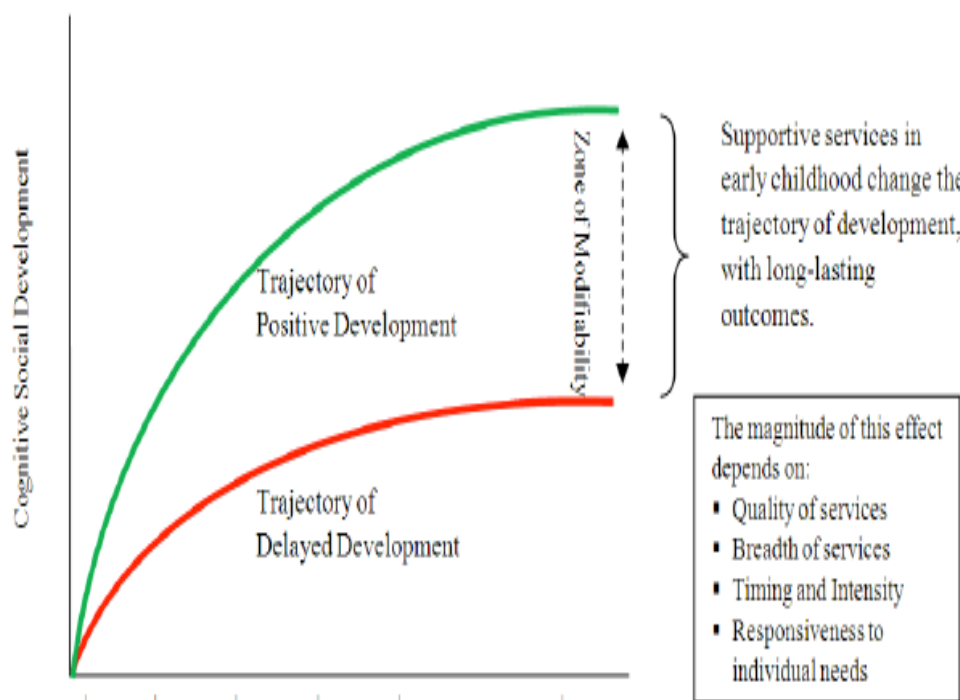 Cognitive Social Development
Trajectory of
Positive Development
Trajectory of
Delayed Development
Zone of Modifiability
Supportive services in
early childhood change the
trajectory of development,
with long-lasting
outcomes.
The magnitude of this effect
depends on:
▪ Quality of services
▪ Breadth of services
▪ Timing and Intensity
▪ Responsiveness to
individual needs